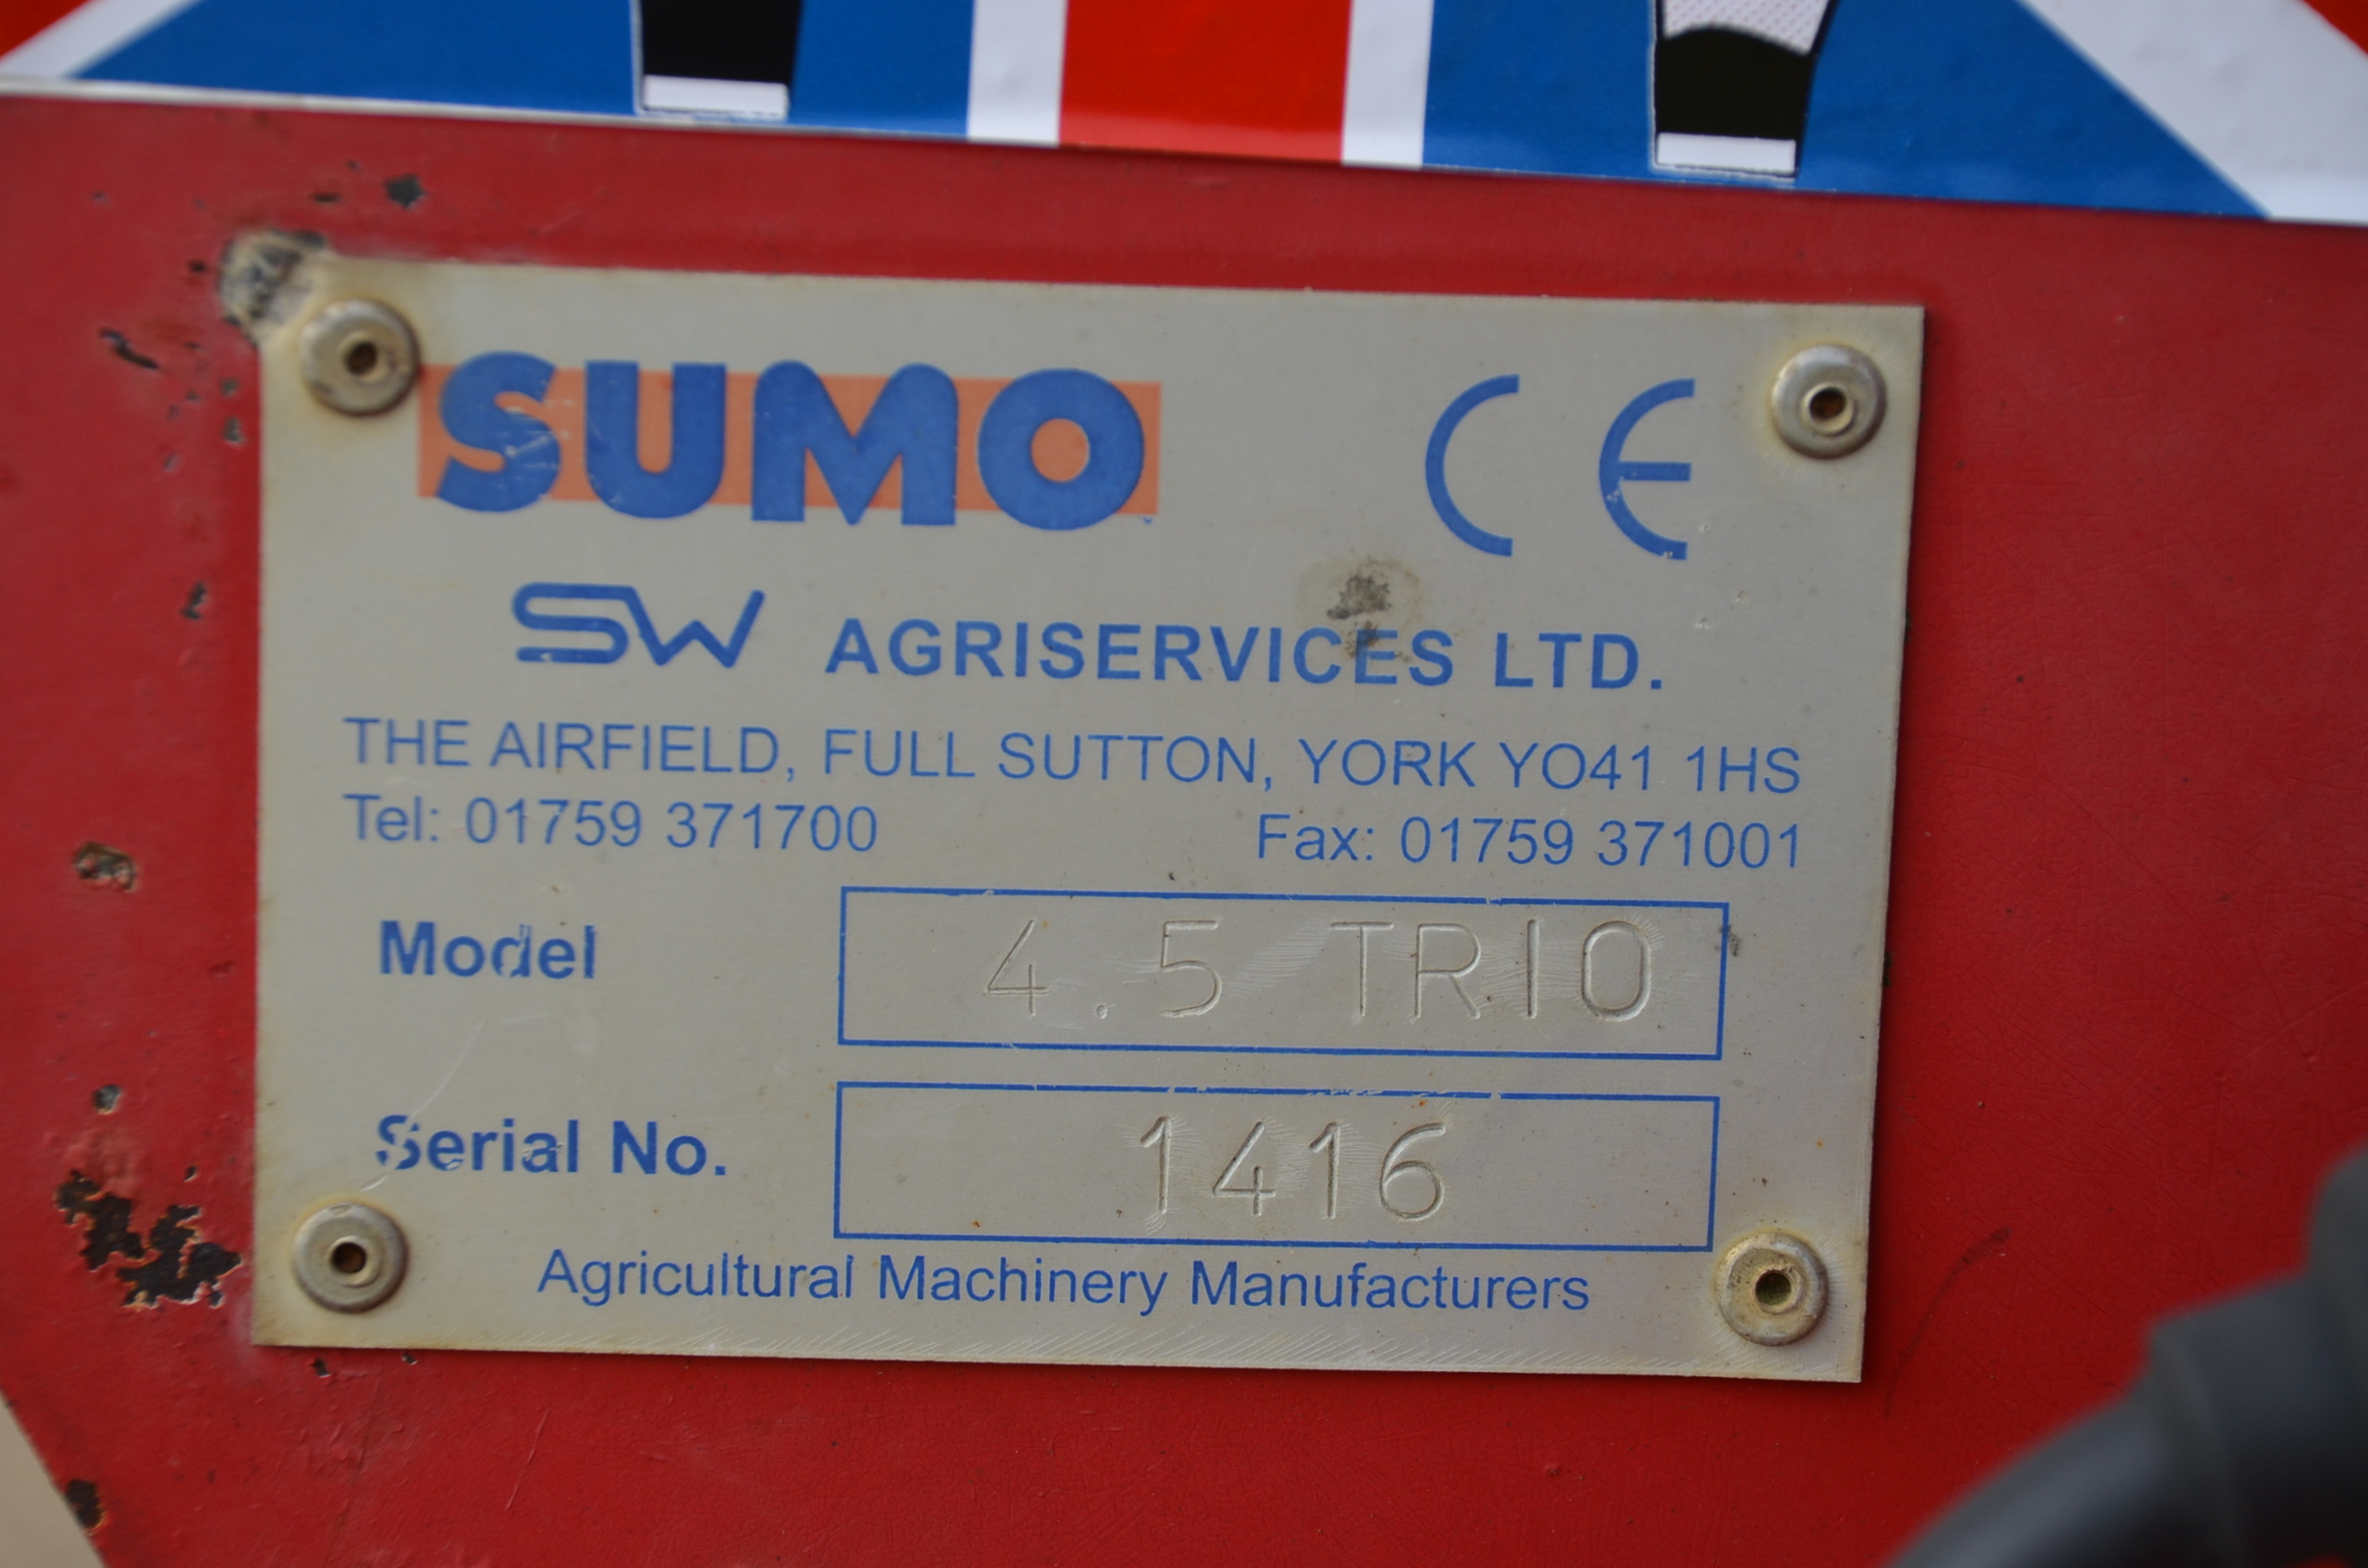 SUMO CE
SW AGRISERVICES LTD.
THE AIRFIELD, FULL SUTTON, YORK YO41 1HS
Tel: 01759 371700 Fax: 01759 371001
Model 4.5 TRIO
Serial No. 1416
Agricultural Machinery Manufacturers